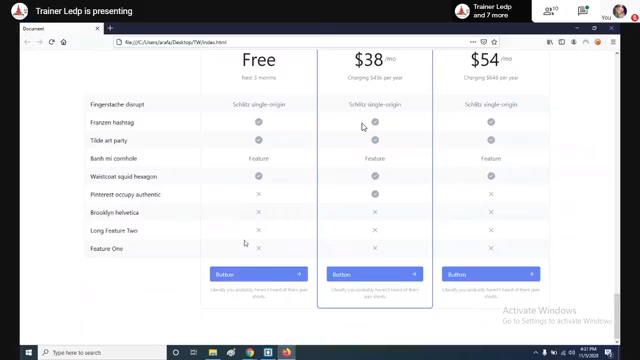 Trainer Ledp is presenting
Trainer Ledp
and 7 more
10
Document
file:///C:/Users/arafa/Desktop/TW/index.html
Free
$38 /mo
$54 /mo
Next 3 months
Charging $456 per year
Charging $648 per year
Fingerstache disrupt
Schlitz single-origin
Schlitz single-origin
Schlitz single-origin
Franzen hashtag
Tilde art party
Banh mi cornhole
Feature
Feature
Feature
Waistcoat squid hexagon
Pinterest occupy authentic
Brooklyn helvetica
Long Feature Two
Feature One
Button
Button
Button
Literally you probably haven't heard of them jean
shorts.
Literally you probably haven't heard of them
jean shorts.
Literally you probably haven't heard of them jean
shorts.
Activate Windows
Go to Settings to activate Windows.
Type here to search
4:37 PM
11/5/2020